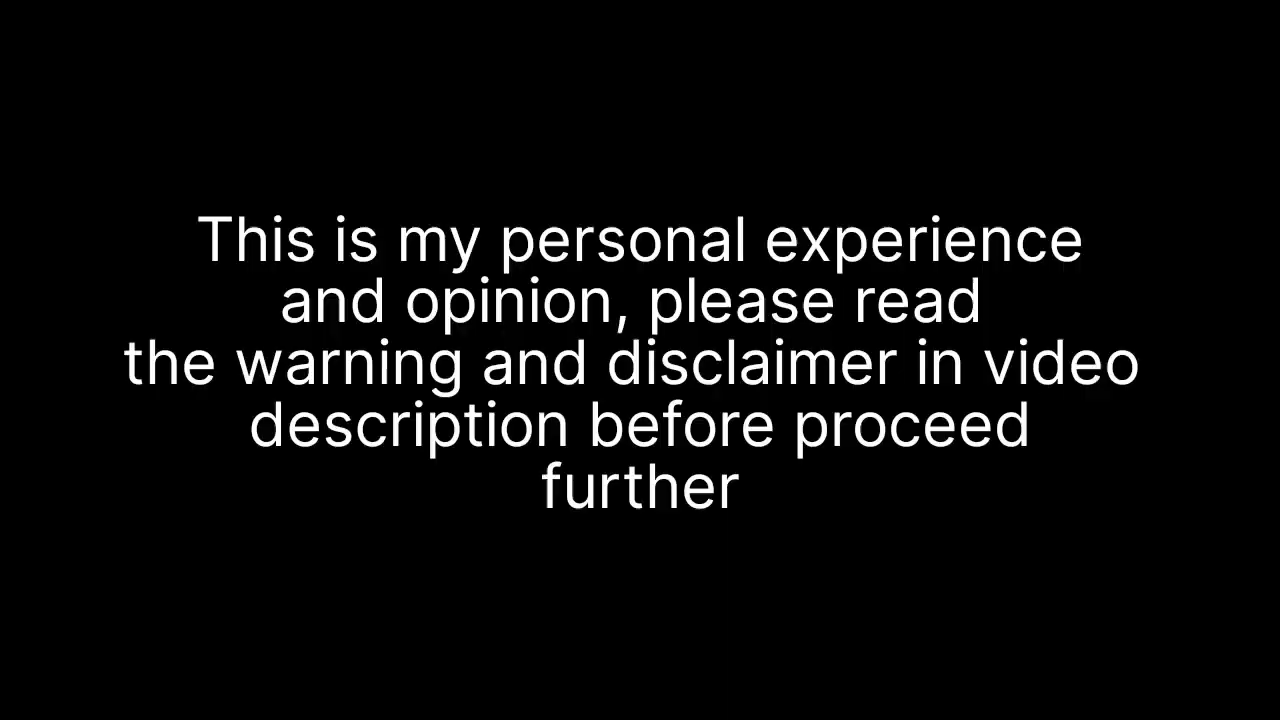 This is my personal experience
and opinion, please read
the warning and disclaimer in video
description before proceed
further